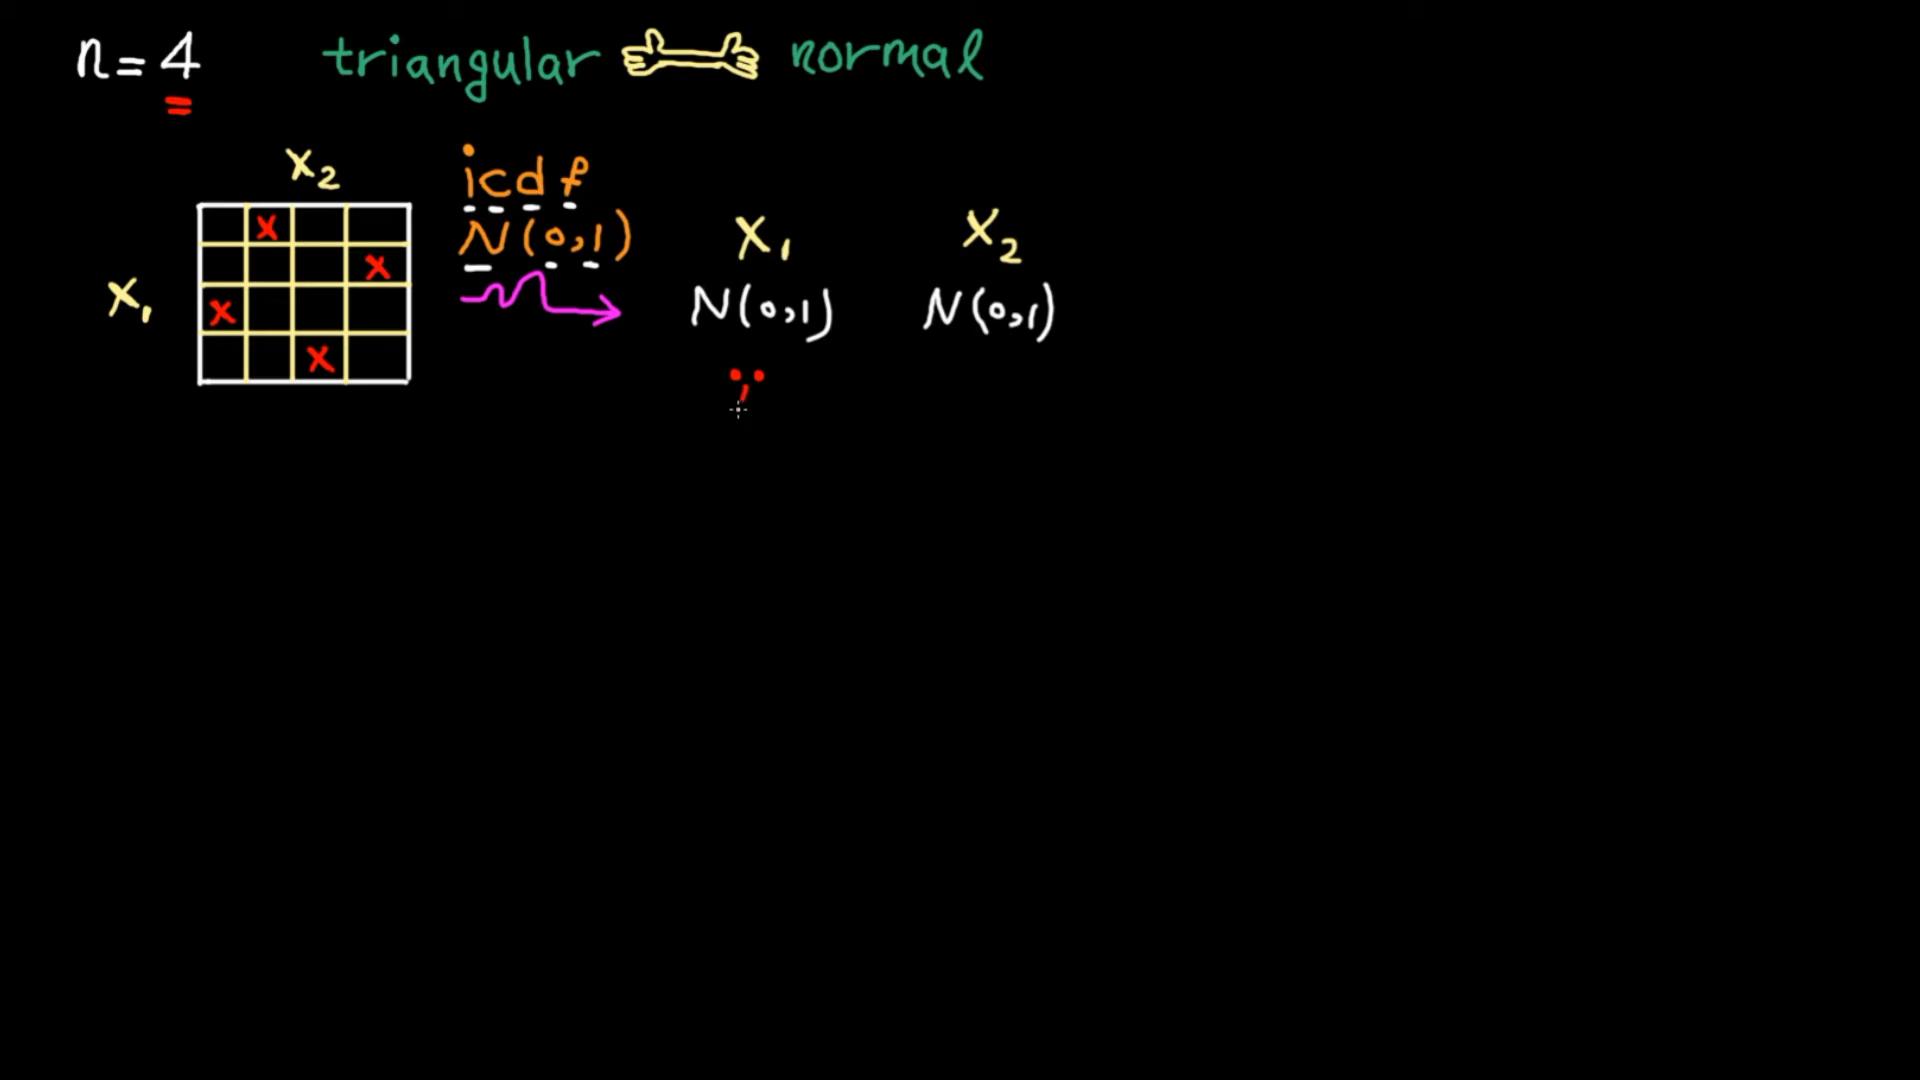 n = 4 triangular normal
x₂
icdf
N(0,1)
x₁ x₂
x₁
N(0,1) N(0,1)
x
x
x
x